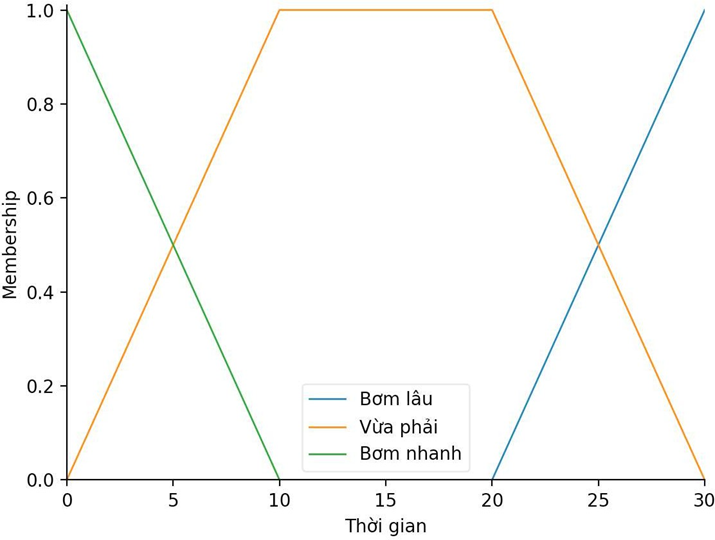 1.0
0.8
0.6
0.4
0.2
0.0
Membership
Bơm lâu
Vừa phải
Bơm nhanh
0 5 10 15 20 25 30
Thời gian